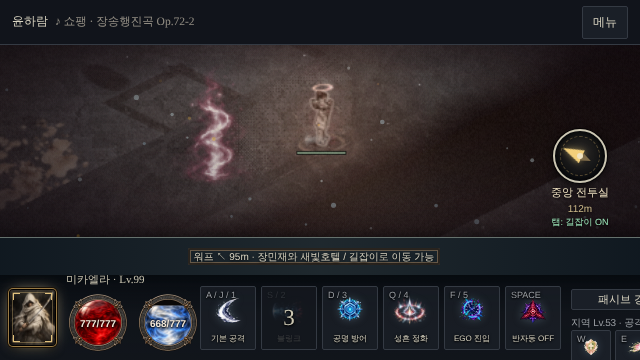 윤하람 ♪ 쇼팽 · 장송행진곡 Op.72-2
메뉴
중앙 전투실
112m
탭: 길잡이 ON
워프 ↖ 95m · 장민재와 새빛호텔 / 길잡이로 이동 가능
미카엘라 · Lv.99
777/777
668/777
A / J / 1
기본 공격
S / 2
3
D / 3
공명 방어
Q / 4
성흔 정화
F / 5
EGO 진입
SPACE
반자동 OFF
패시브
지역 Lv.53 · 공격
W
E